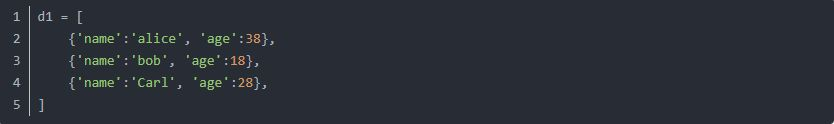 1 d1 = [
2     {'name':'alice', 'age':38},
3     {'name':'bob', 'age':18},
4     {'name':'Carl', 'age':28},
5 ]